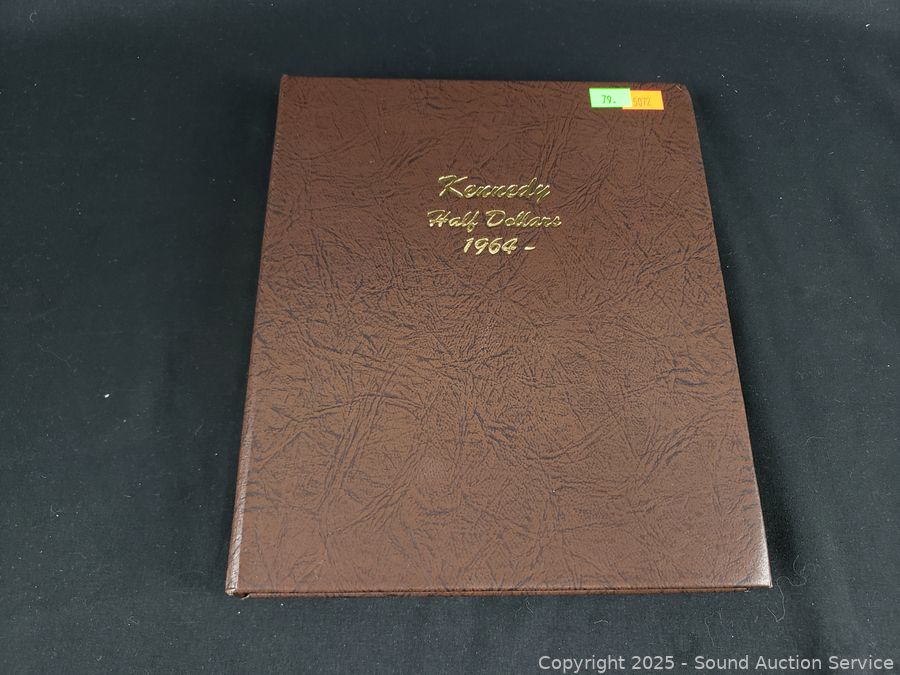 79. 5072
Kennedy
Half Dollars
1964 -
Copyright © 2025 - Sound Auction Service